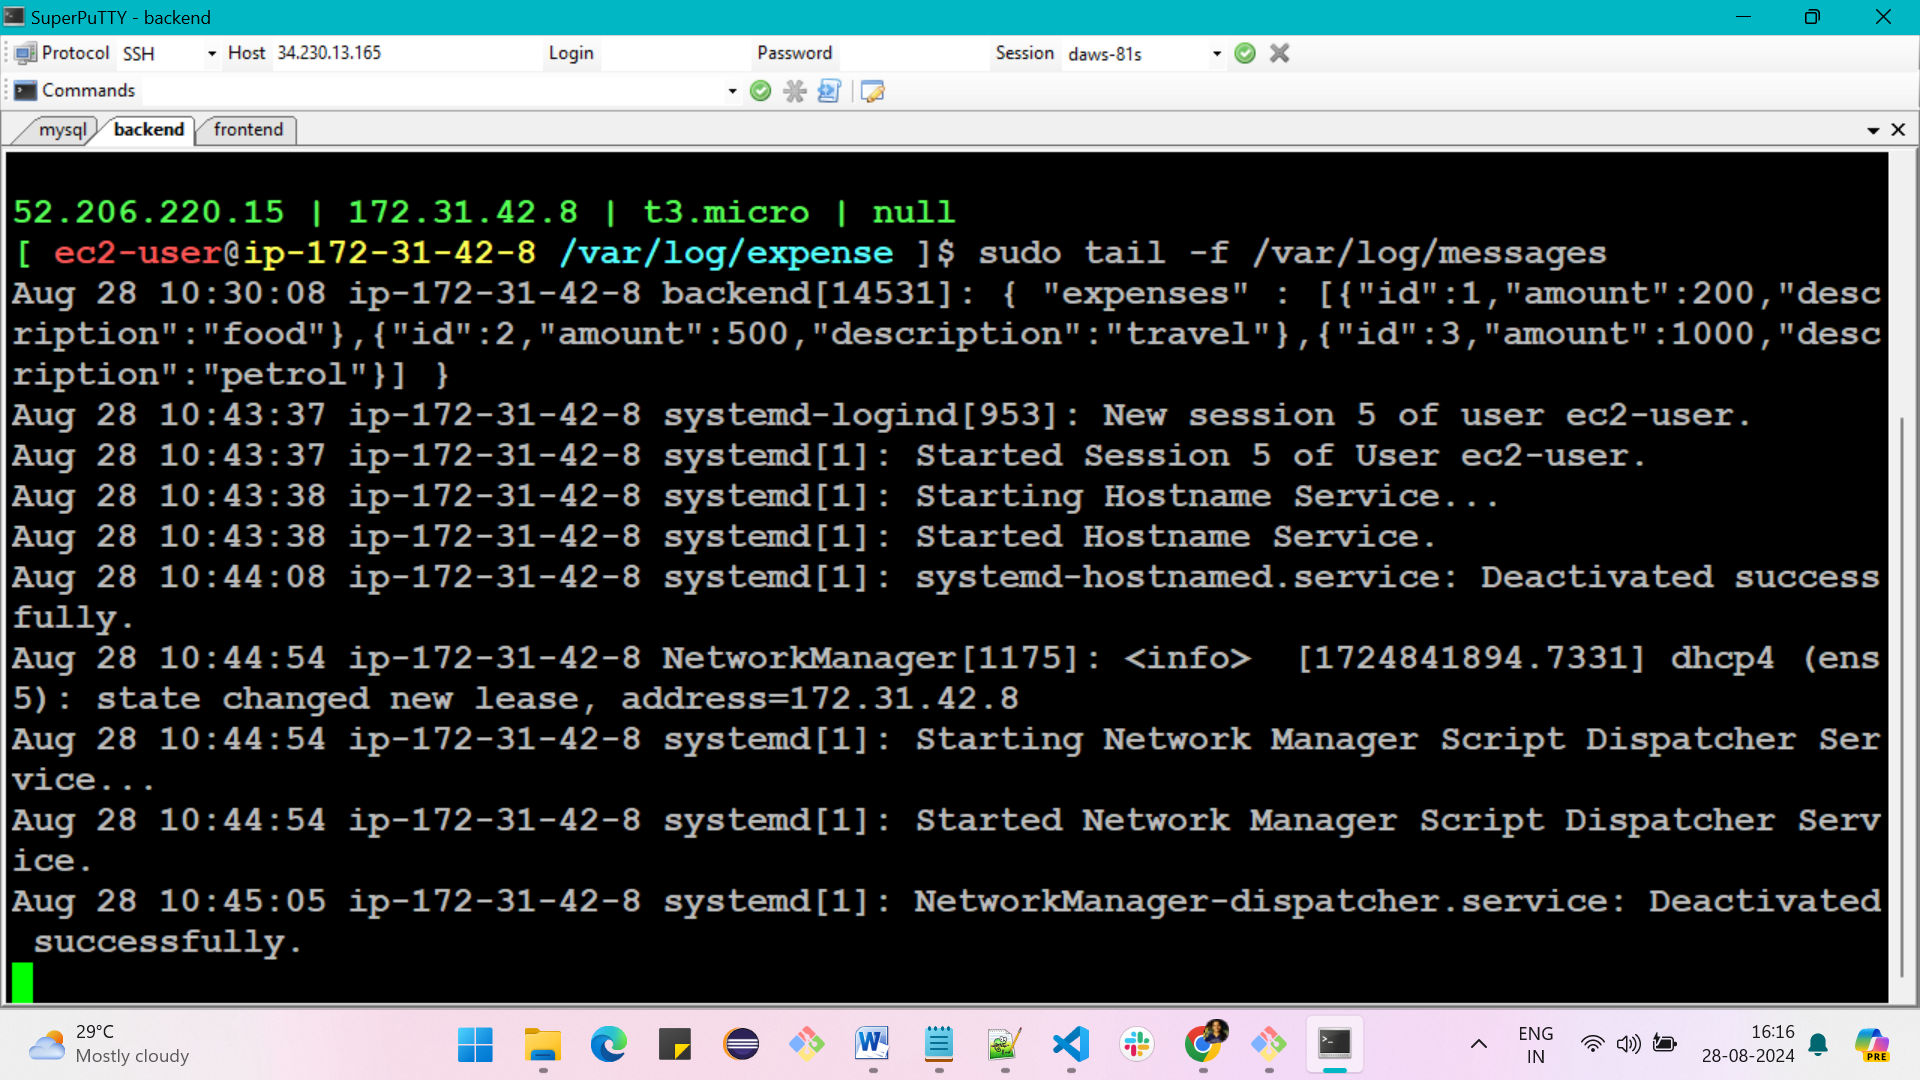 SuperPuTTY - backend
Protocol SSH Host 34.230.13.165 Login Password Session daws-81s
Commands
mysql backend frontend
52.206.220.15 | 172.31.42.8 | t3.micro | null
[ ec2-user@ip-172-31-42-8 /var/log/expense ]$ sudo tail -f /var/log/messages
Aug 28 10:30:08 ip-172-31-42-8 backend[14531]: { "expenses" : [{"id":1,"amount":200,"desc
ription":"food"},{"id":2,"amount":500,"description":"travel"},{"id":3,"amount":1000,"desc
ription":"petrol"}] }
Aug 28 10:43:37 ip-172-31-42-8 systemd-logind[953]: New session 5 of user ec2-user.
Aug 28 10:43:37 ip-172-31-42-8 systemd[1]: Started Session 5 of User ec2-user.
Aug 28 10:43:38 ip-172-31-42-8 systemd[1]: Starting Hostname Service...
Aug 28 10:43:38 ip-172-31-42-8 systemd[1]: Started Hostname Service.
Aug 28 10:44:08 ip-172-31-42-8 systemd[1]: systemd-hostnamed.service: Deactivated success
fully.
Aug 28 10:44:54 ip-172-31-42-8 NetworkManager[1175]: <info>  [1724841894.7331] dhcp4 (ens
5): state changed new lease, address=172.31.42.8
Aug 28 10:44:54 ip-172-31-42-8 systemd[1]: Starting Network Manager Script Dispatcher Ser
vice...
Aug 28 10:44:54 ip-172-31-42-8 systemd[1]: Started Network Manager Script Dispatcher Serv
ice.
Aug 28 10:45:05 ip-172-31-42-8 systemd[1]: NetworkManager-dispatcher.service: Deactivated
 successfully.
29°C
Mostly cloudy
ENG
IN
16:16
28-08-2024
PRE